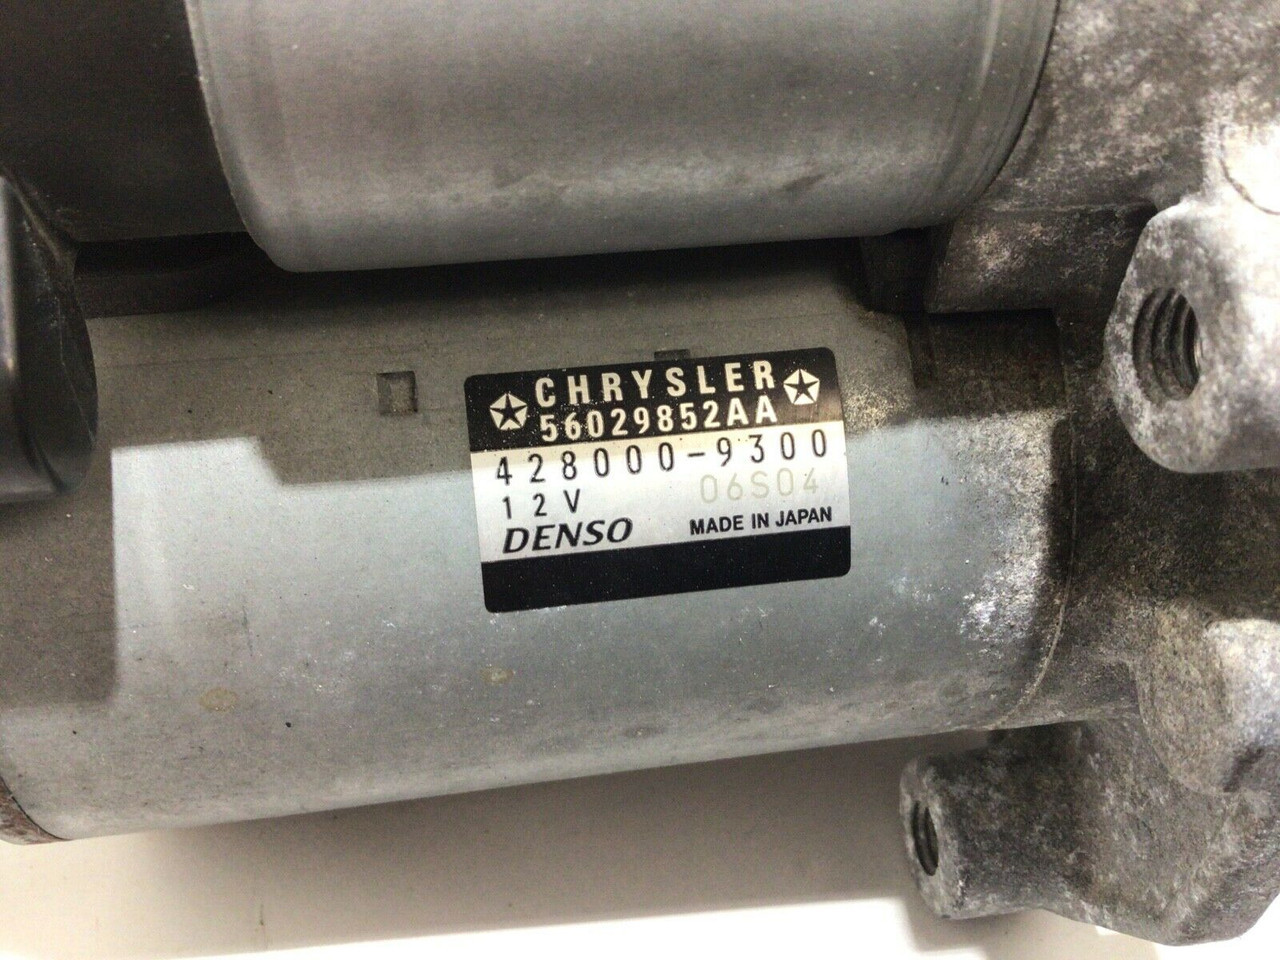 CHRYSLER
56029852AA
428000-9300
12V 06S04
DENSO MADE IN JAPAN